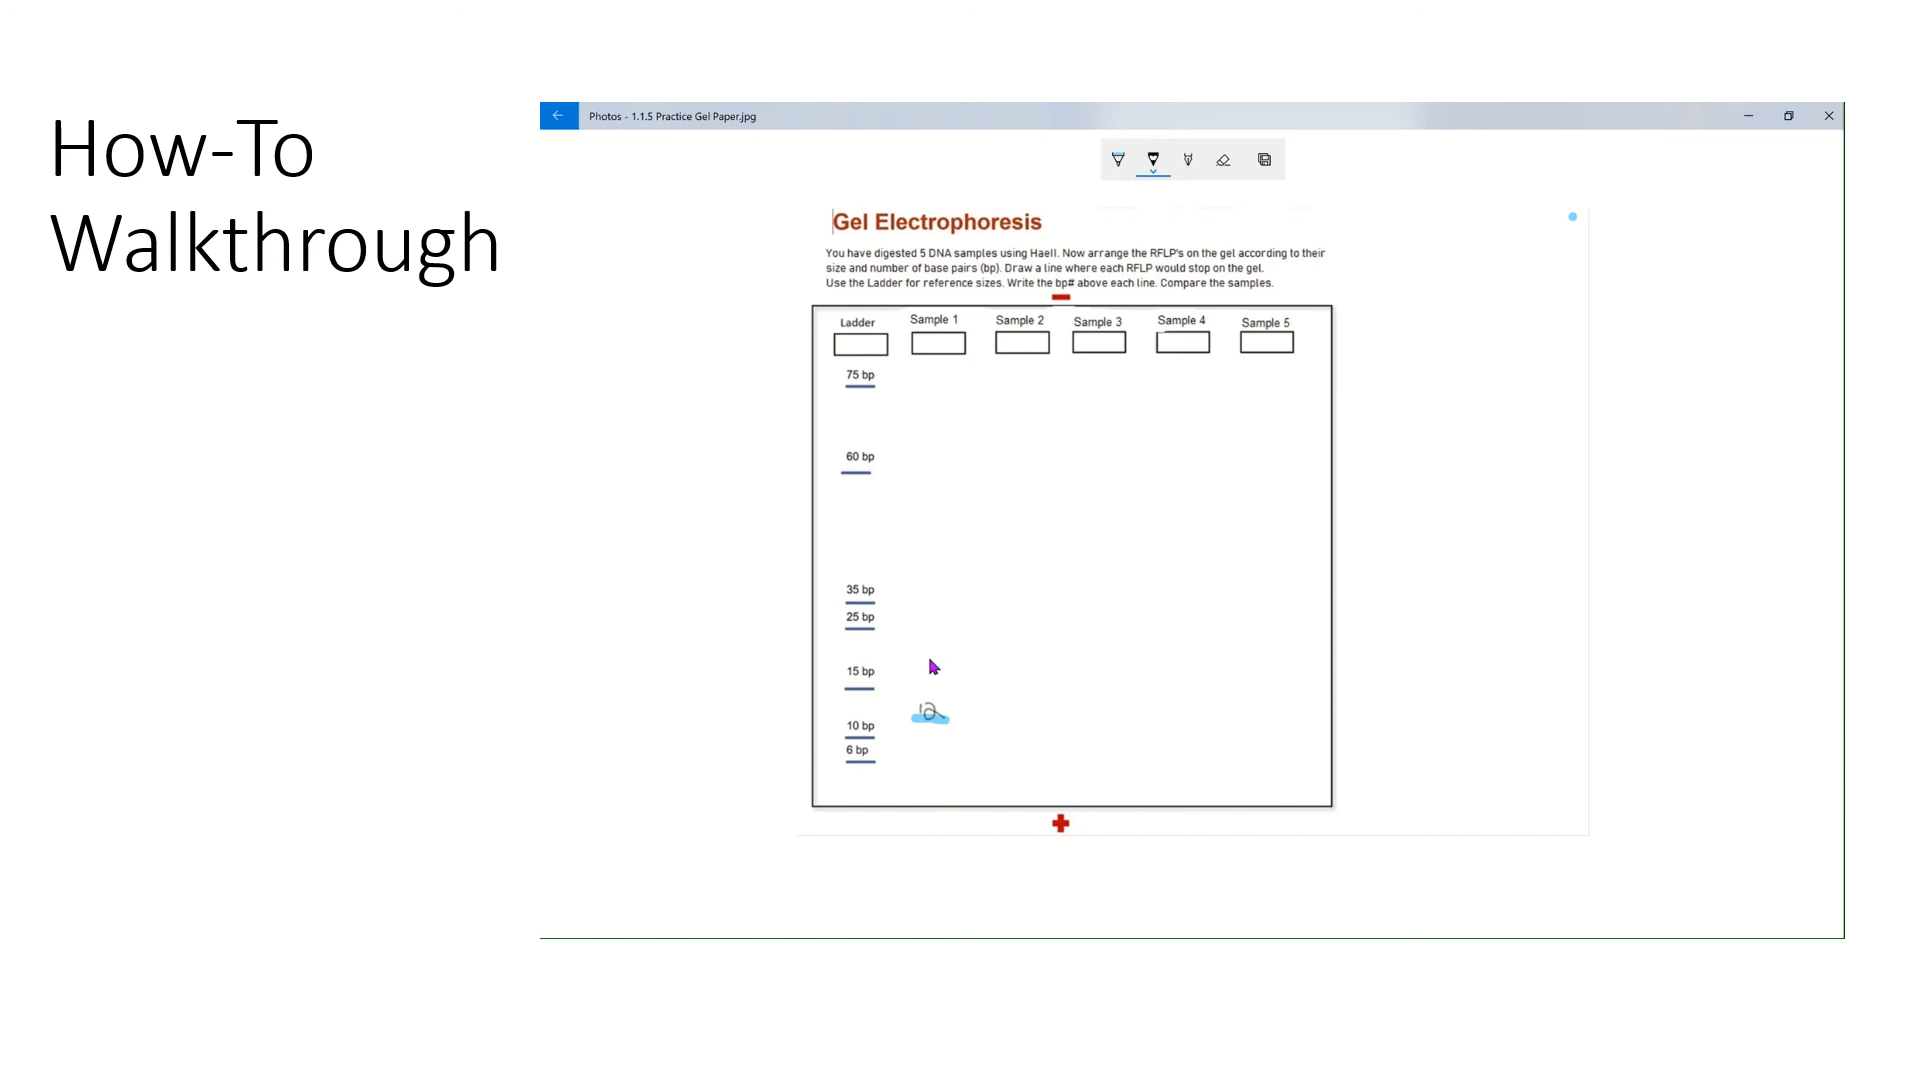 How-To
Walkthrough
Photos - 1.1.5 Practice Gel Paper.jpg
Gel Electrophoresis
You have digested 5 DNA samples using HaeII. Now arrange the RFLP's on the gel according to their
size and number of base pairs (bp). Draw a line where each RFLP would stop on the gel.
Use the Ladder for reference sizes. Write the bp# above each line. Compare the samples.
Ladder Sample 1 Sample 2 Sample 3 Sample 4 Sample 5
75 bp
60 bp
35 bp
25 bp
15 bp
12
10 bp
6 bp